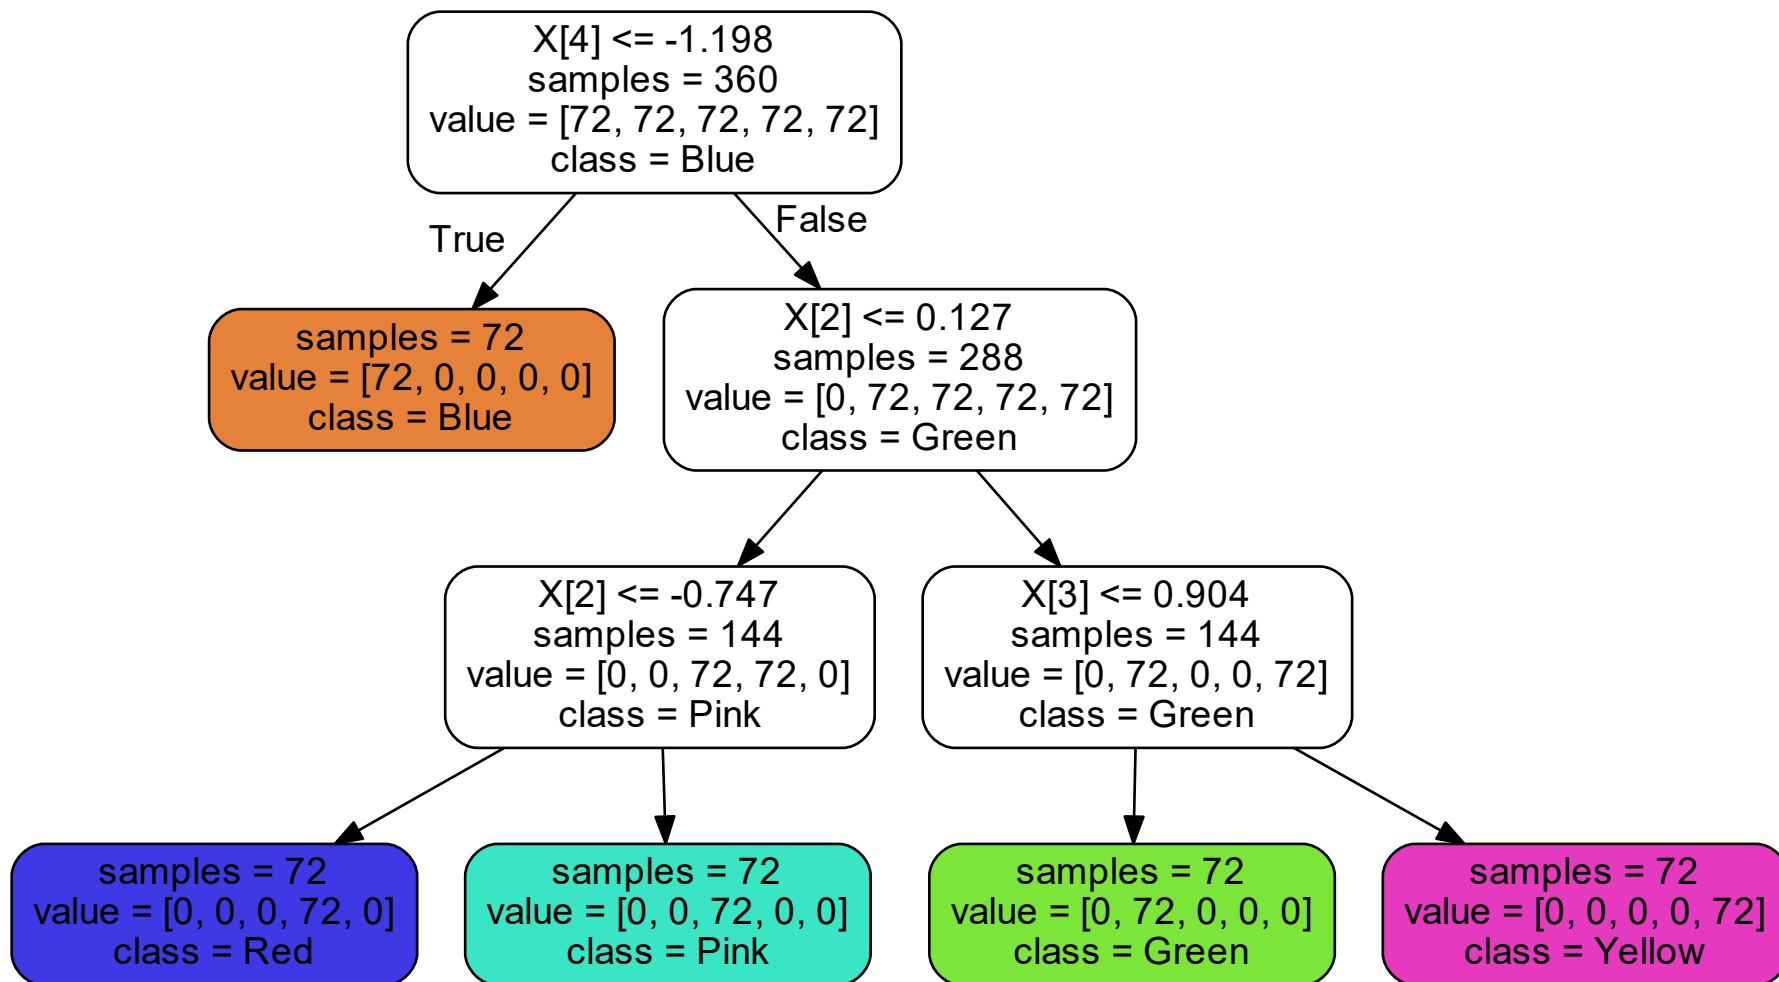 X[4] <= -1.198
samples = 360
value = [72, 72, 72, 72, 72]
class = Blue
True
False
samples = 72
value = [72, 0, 0, 0, 0]
class = Blue
X[2] <= 0.127
samples = 288
value = [0, 72, 72, 72, 72]
class = Green
X[2] <= -0.747
samples = 144
value = [0, 0, 72, 72, 0]
class = Pink
X[3] <= 0.904
samples = 144
value = [0, 72, 0, 0, 72]
class = Green
samples = 72
value = [0, 0, 0, 72, 0]
class = Red
samples = 72
value = [0, 0, 72, 0, 0]
class = Pink
samples = 72
value = [0, 72, 0, 0, 0]
class = Green
samples = 72
value = [0, 0, 0, 0, 72]
class = Yellow